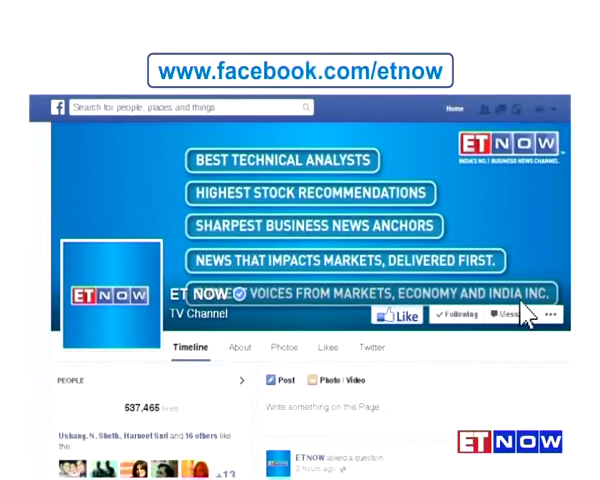 www.facebook.com/etnow
Search for people, places and things
Home
ET NOW
INDIA'S NO.1 BUSINESS NEWS CHANNEL.
BEST TECHNICAL ANALYSTS
HIGHEST STOCK RECOMMENDATIONS
SHARPEST BUSINESS NEWS ANCHORS
NEWS THAT IMPACTS MARKETS, DELIVERED FIRST.
VOICES FROM MARKETS, ECONOMY AND INDIA INC.
ET NOW
ET NOW
TV Channel
Like
Following
Timeline About Photos Likes Twitter
PEOPLE
Post Photo / Video
537,465 likes
Write something on the Page
Ushang. N. Sheth, Harneet Suri and 16 others like
this
+13
ETNOW asked a question
3 hours ago
ET NOW